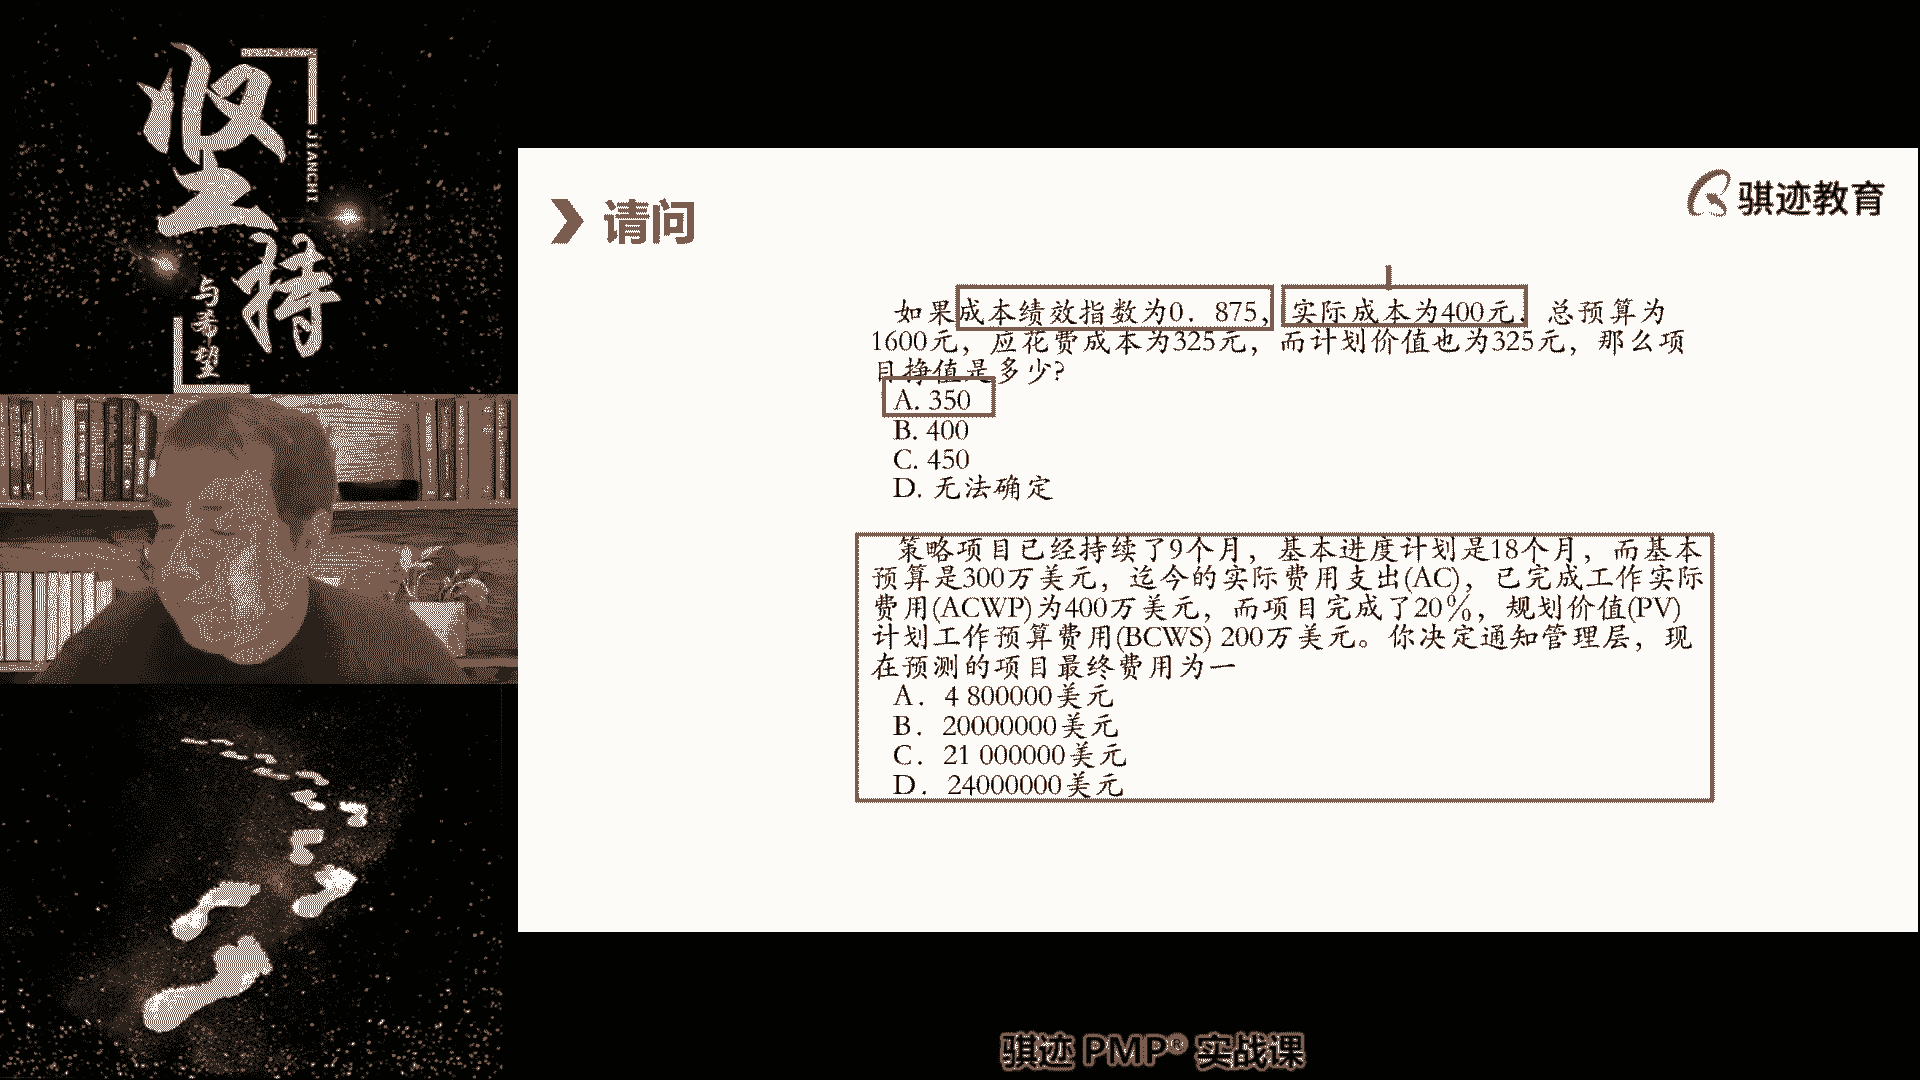 坚持
JIANCHI
与希望
请问
骐迹教育
如果成本绩效指数为0．875，实际成本为400元．总预算为
1600元，应花费成本为325元，而计划价值也为325元，那么项
目挣值是多少?
A. 350
B. 400
C. 450
D. 无法确定
策略项目已经持续了9个月，基本进度计划是18个月，而基本
预算是300万美元，迄今的实际费用支出(AC)，已完成工作实际
费用(ACWP)为400万美元，而项目完成了20％，规划价值(PV)
计划工作预算费用(BCWS) 200万美元。你决定通知管理层，现
在预测的项目最终费用为一
A．4 800000美元
B．20000000美元
C．21 000000美元
D．24000000美元
骐迹 PMP® 实战课